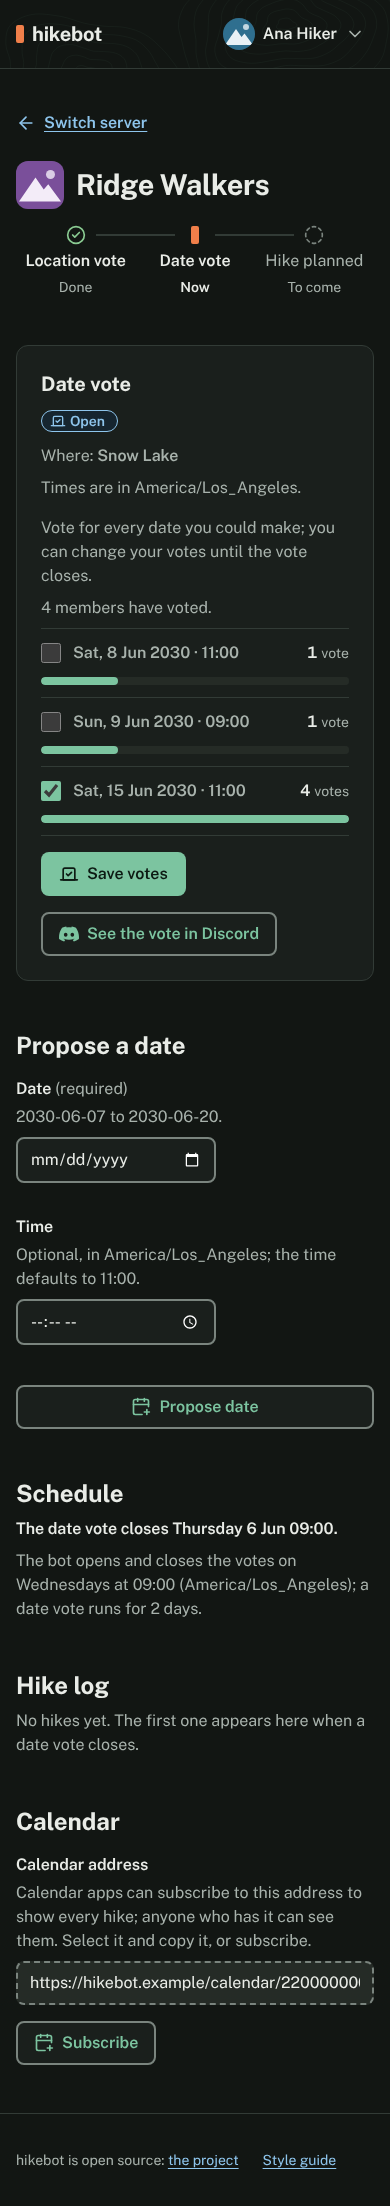 hikebot
Ana Hiker
Switch server
Ridge Walkers
Location vote
Done
Date vote
Now
Hike planned
To come
Date vote
Open
Where: Snow Lake
Times are in America/Los_Angeles.
Vote for every date you could make; you
can change your votes until the vote
closes.
4 members have voted.
Sat, 8 Jun 2030 · 11:00 1 vote
Sun, 9 Jun 2030 · 09:00 1 vote
Sat, 15 Jun 2030 · 11:00 4 votes
Save votes
See the vote in Discord
Propose a date
Date (required)
2030-06-07 to 2030-06-20.
mm/dd/yyyy
Time
Optional, in America/Los_Angeles; the time
defaults to 11:00.
--:-- --
Propose date
Schedule
The date vote closes Thursday 6 Jun 09:00.
The bot opens and closes the votes on
Wednesdays at 09:00 (America/Los_Angeles); a
date vote runs for 2 days.
Hike log
No hikes yet. The first one appears here when a
date vote closes.
Calendar
Calendar address
Calendar apps can subscribe to this address to
show every hike; anyone who has it can see
them. Select it and copy it, or subscribe.
https://hikebot.example/calendar/22000000
Subscribe
hikebot is open source: the project Style guide